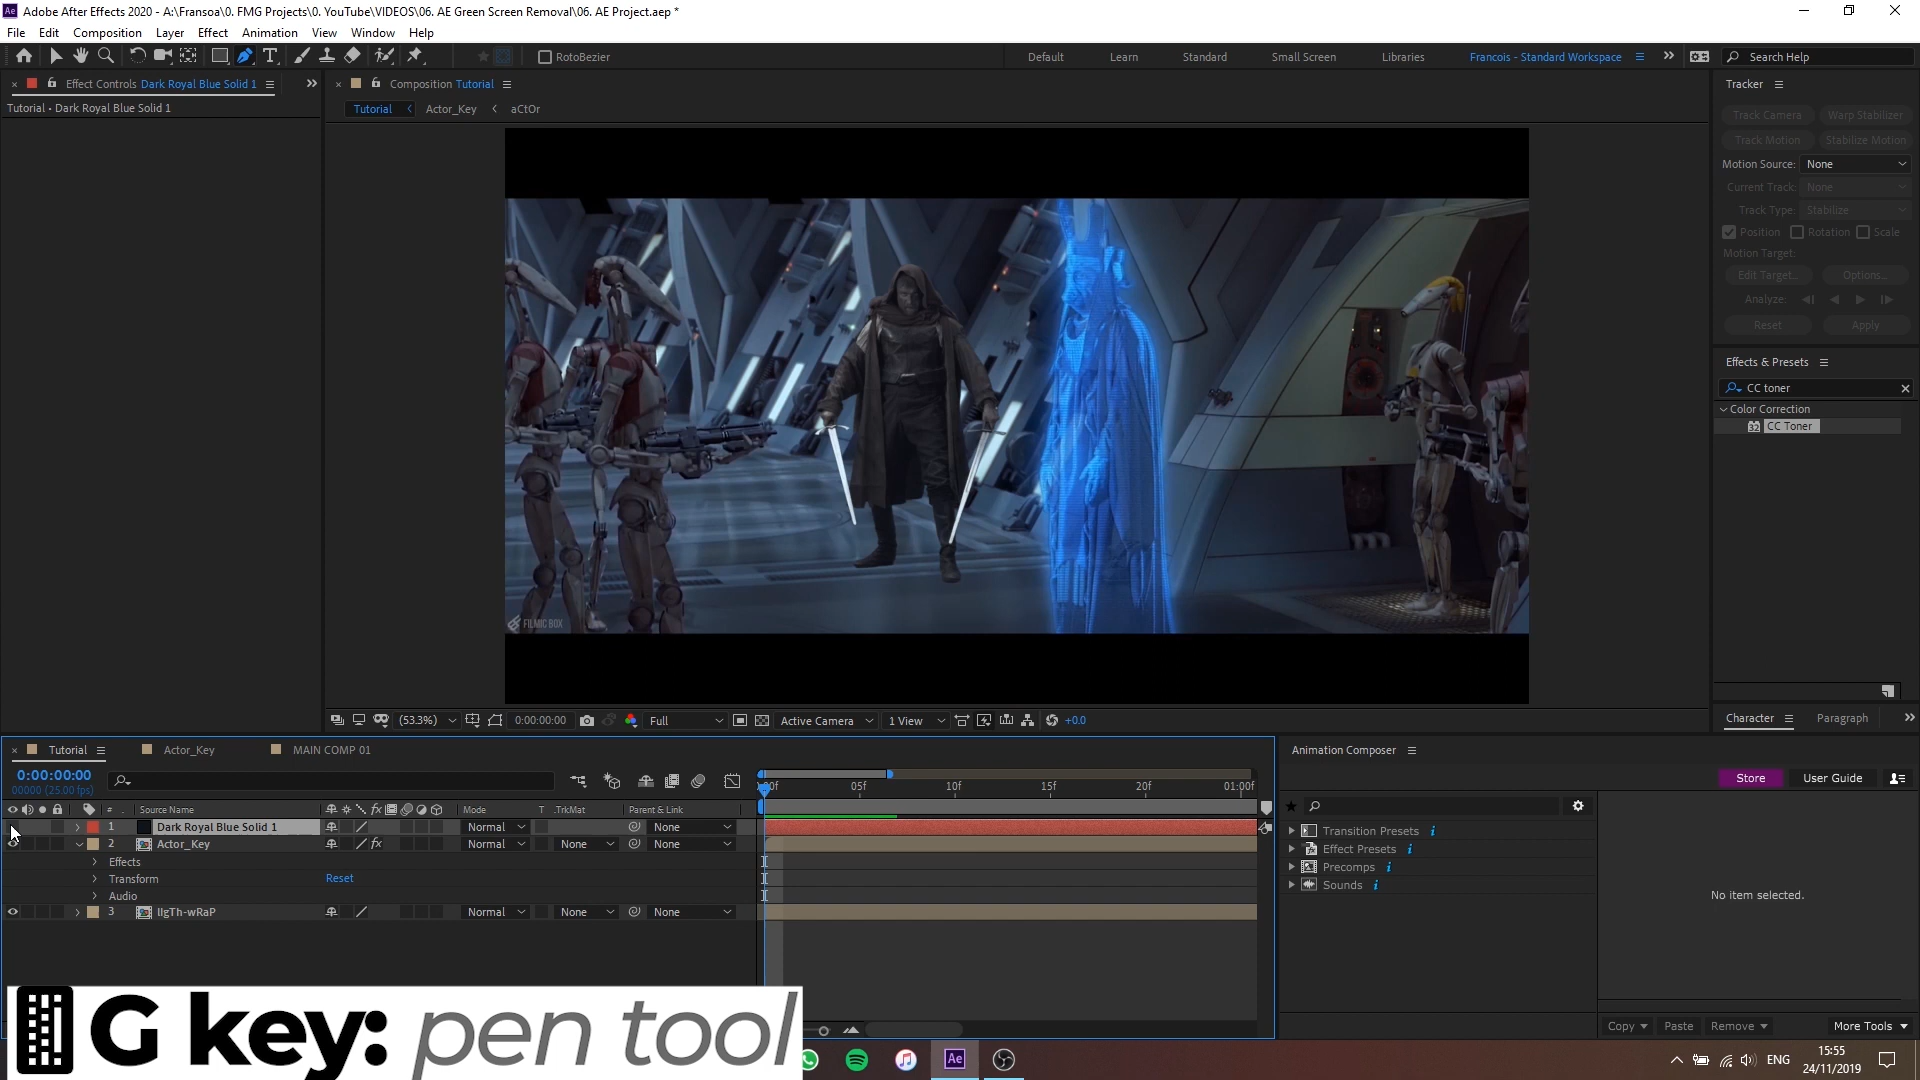 Adobe After Effects 2020 - A:\Fransoa\0. FMG Projects\0. YouTube\VIDEOS\06. AE Green Screen Removal\06. AE Project.aep *
File Edit Composition Layer Effect Animation View Window Help
RotoBezier Default Learn Standard Small Screen Libraries Francois - Standard Workspace Search Help
Effect Controls Dark Royal Blue Solid 1
Tutorial • Dark Royal Blue Solid 1
Composition Tutorial
Tutorial Actor_Key aCtOr
FILMIC BOX
(53.3%) 0:00:00:00 Full Active Camera 1 View +0.0
Tracker
Track Camera Warp Stabilizer
Track Motion Stabilize Motion
Motion Source: None
Current Track: None
Track Type: Stabilize
Position Rotation Scale
Motion Target:
Edit Target... Options...
Analyze:
Reset Apply
Effects & Presets
CC toner
Color Correction
32 CC Toner
Character Paragraph
Tutorial Actor_Key MAIN COMP 01
0:00:00:00
00000 (25.00 fps)
:00f 05f 10f 15f 20f 01:00f
# Source Name fx Mode T .TrkMat Parent & Link
1 Dark Royal Blue Solid 1 Normal None
2 Actor_Key fx Normal None None
Effects
Transform Reset
Audio
3 lIgTh-wRaP Normal None None
Animation Composer
Store User Guide
Transition Presets i
Effect Presets i
Precomps i
Sounds i
No item selected.
Copy Paste Remove More Tools
G key: pen tool
Ae
ENG
15:55
24/11/2019